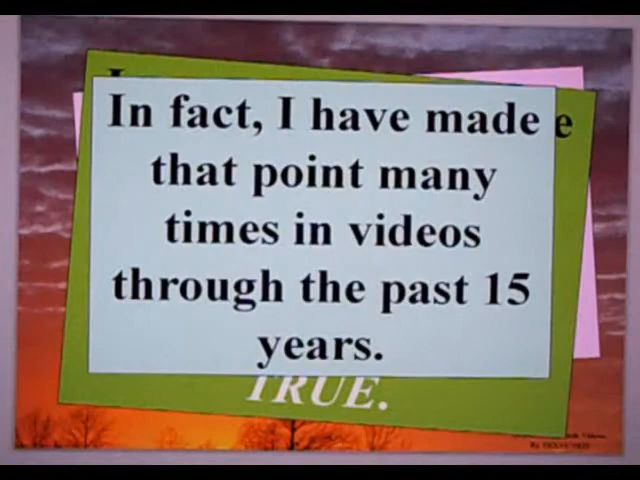 In fact, I have made
that point many
times in videos
through the past 15
years.
TRUE.